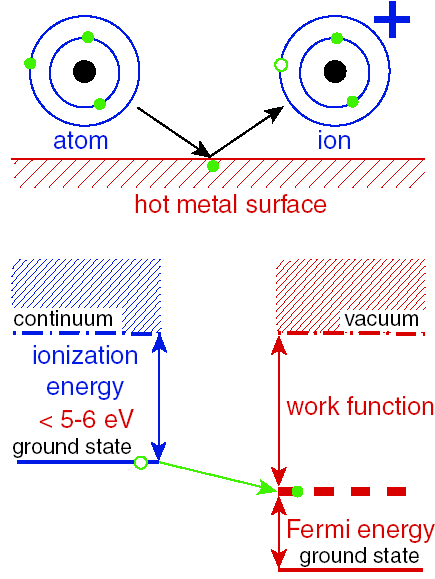 +
atom
ion
hot metal surface
continuum
vacuum
ionization
energy
< 5-6 eV
work function
ground state
Fermi energy
ground state